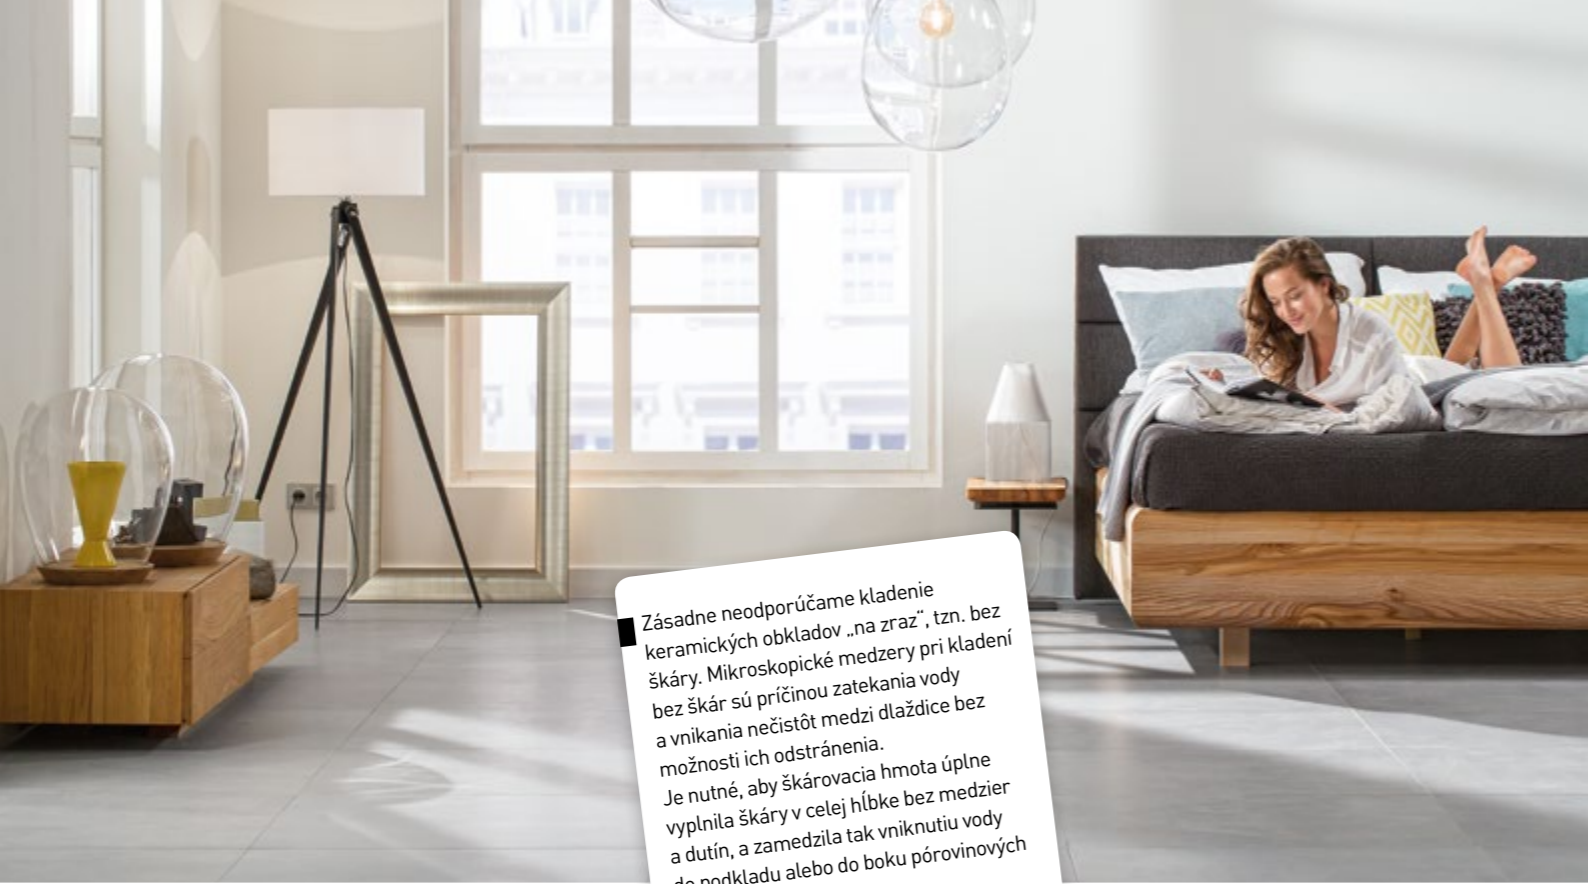 Zásadne neodporúčame kladenie
keramických obkladov „na zraz“, tzn. bez
škáry. Mikroskopické medzery pri kladení
bez škár sú príčinou zatekania vody
a vnikania nečistôt medzi dlaždice bez
možnosti ich odstránenia.
Je nutné, aby škárovacia hmota úplne
vyplnila škáry v celej hĺbke bez medzier
a dutín, a zamedzila tak vniknutiu vody
do podkladu alebo do boku pórovinových